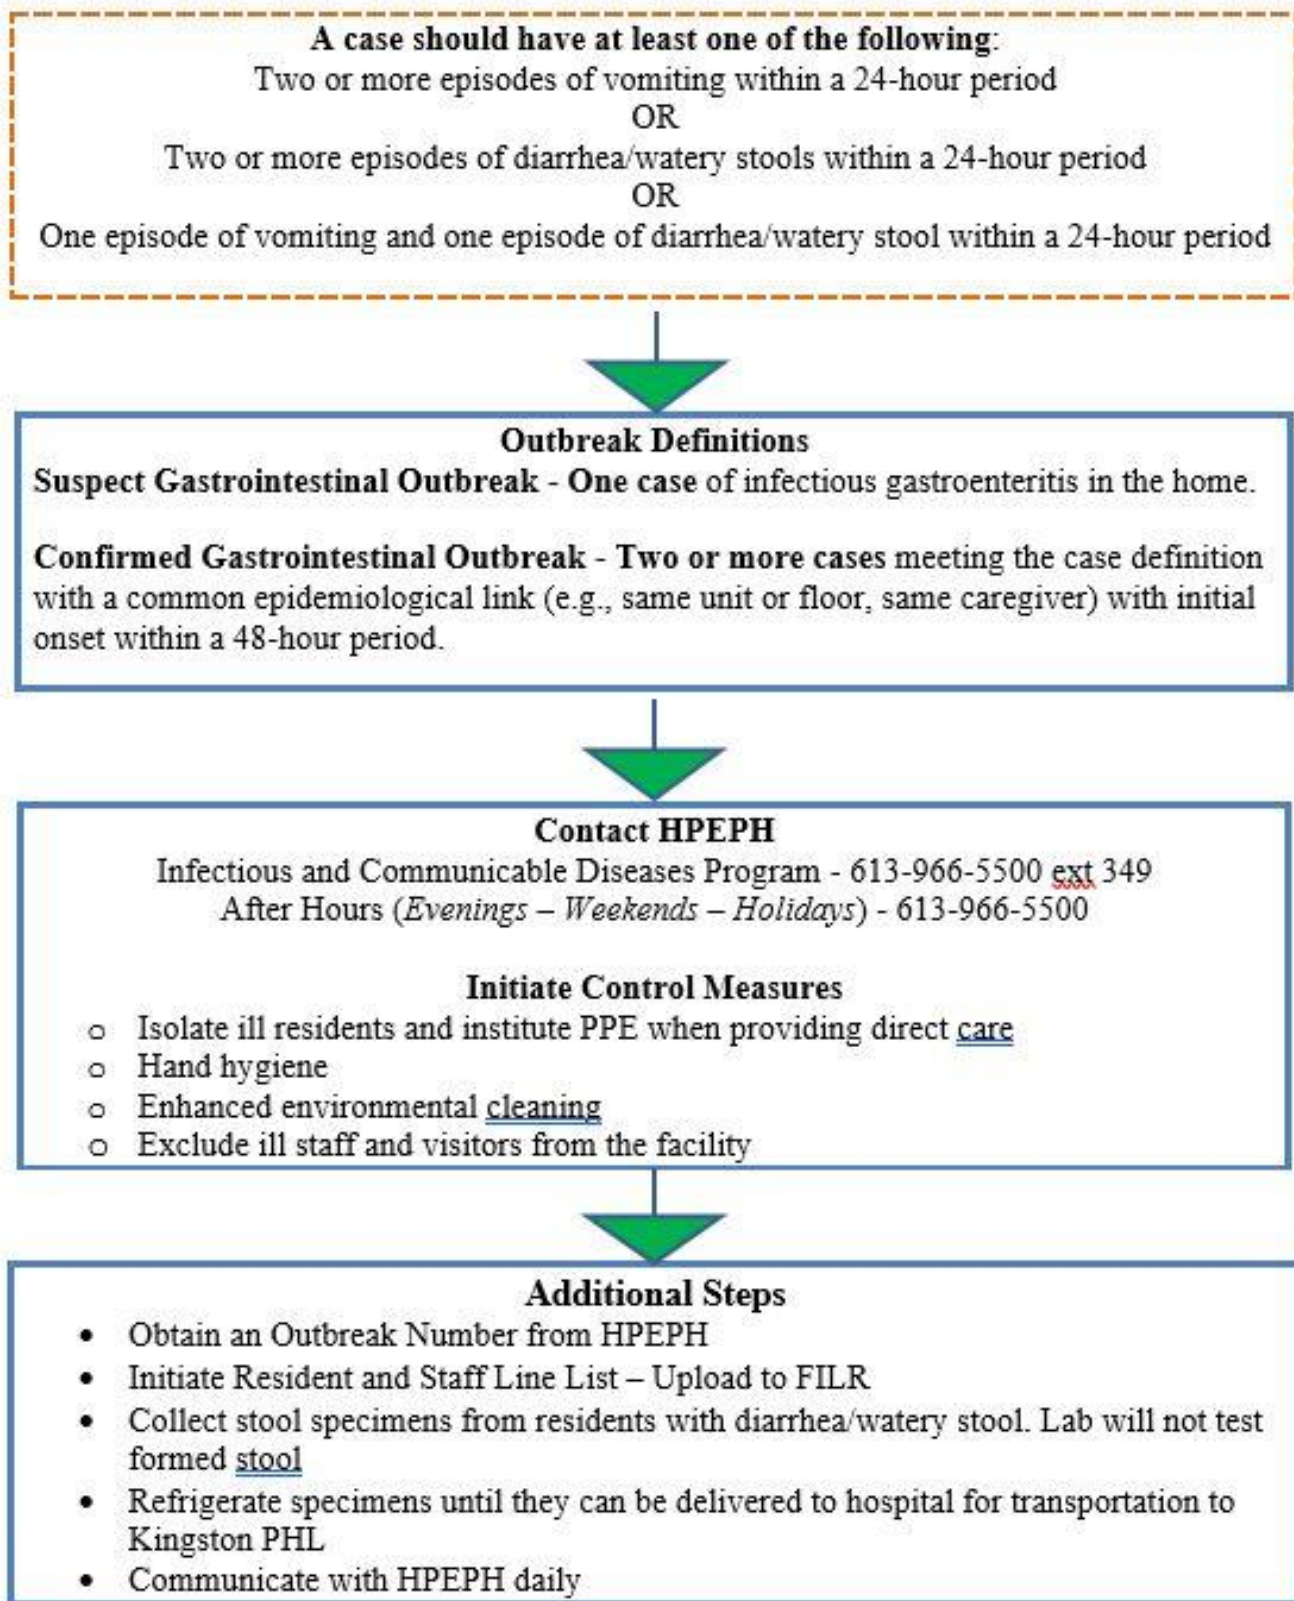 A case should have at least one of the following:
Two or more episodes of vomiting within a 24-hour period
OR
Two or more episodes of diarrhea/watery stools within a 24-hour period
OR
One episode of vomiting and one episode of diarrhea/watery stool within a 24-hour period
Outbreak Definitions
Suspect Gastrointestinal Outbreak - One case of infectious gastroenteritis in the home.
Confirmed Gastrointestinal Outbreak - Two or more cases meeting the case definition
with a common epidemiological link (e.g., same unit or floor, same caregiver) with initial
onset within a 48-hour period.
Contact HPEPH
Infectious and Communicable Diseases Program - 613-966-5500 ext 349
After Hours (Evenings – Weekends – Holidays) - 613-966-5500
Initiate Control Measures
o Isolate ill residents and institute PPE when providing direct care
o Hand hygiene
o Enhanced environmental cleaning
o Exclude ill staff and visitors from the facility
Additional Steps
• Obtain an Outbreak Number from HPEPH
• Initiate Resident and Staff Line List – Upload to FILR
• Collect stool specimens from residents with diarrhea/watery stool. Lab will not test
formed stool
• Refrigerate specimens until they can be delivered to hospital for transportation to
Kingston PHL
• Communicate with HPEPH daily